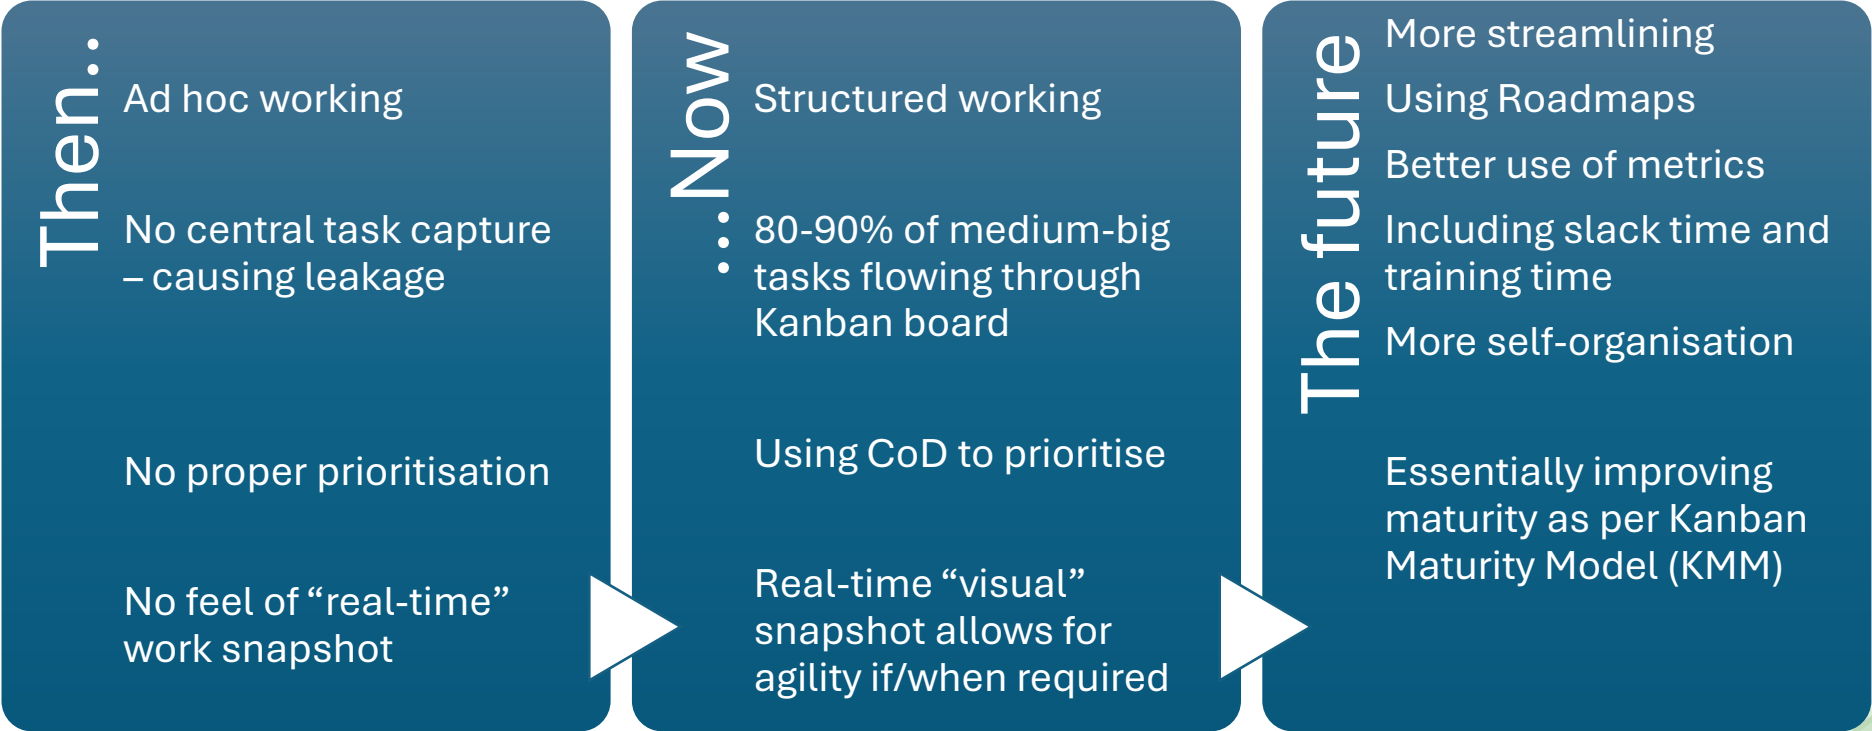 Then..
Ad hoc working
No central task capture
– causing leakage
No proper prioritisation
No feel of “real-time”
work snapshot
…Now
Structured working
80-90% of medium-big
tasks flowing through
Kanban board
Using CoD to prioritise
Real-time “visual”
snapshot allows for
agility if/when required
The future
More streamlining
Using Roadmaps
Better use of metrics
Including slack time and
training time
More self-organisation
Essentially improving
maturity as per Kanban
Maturity Model (KMM)